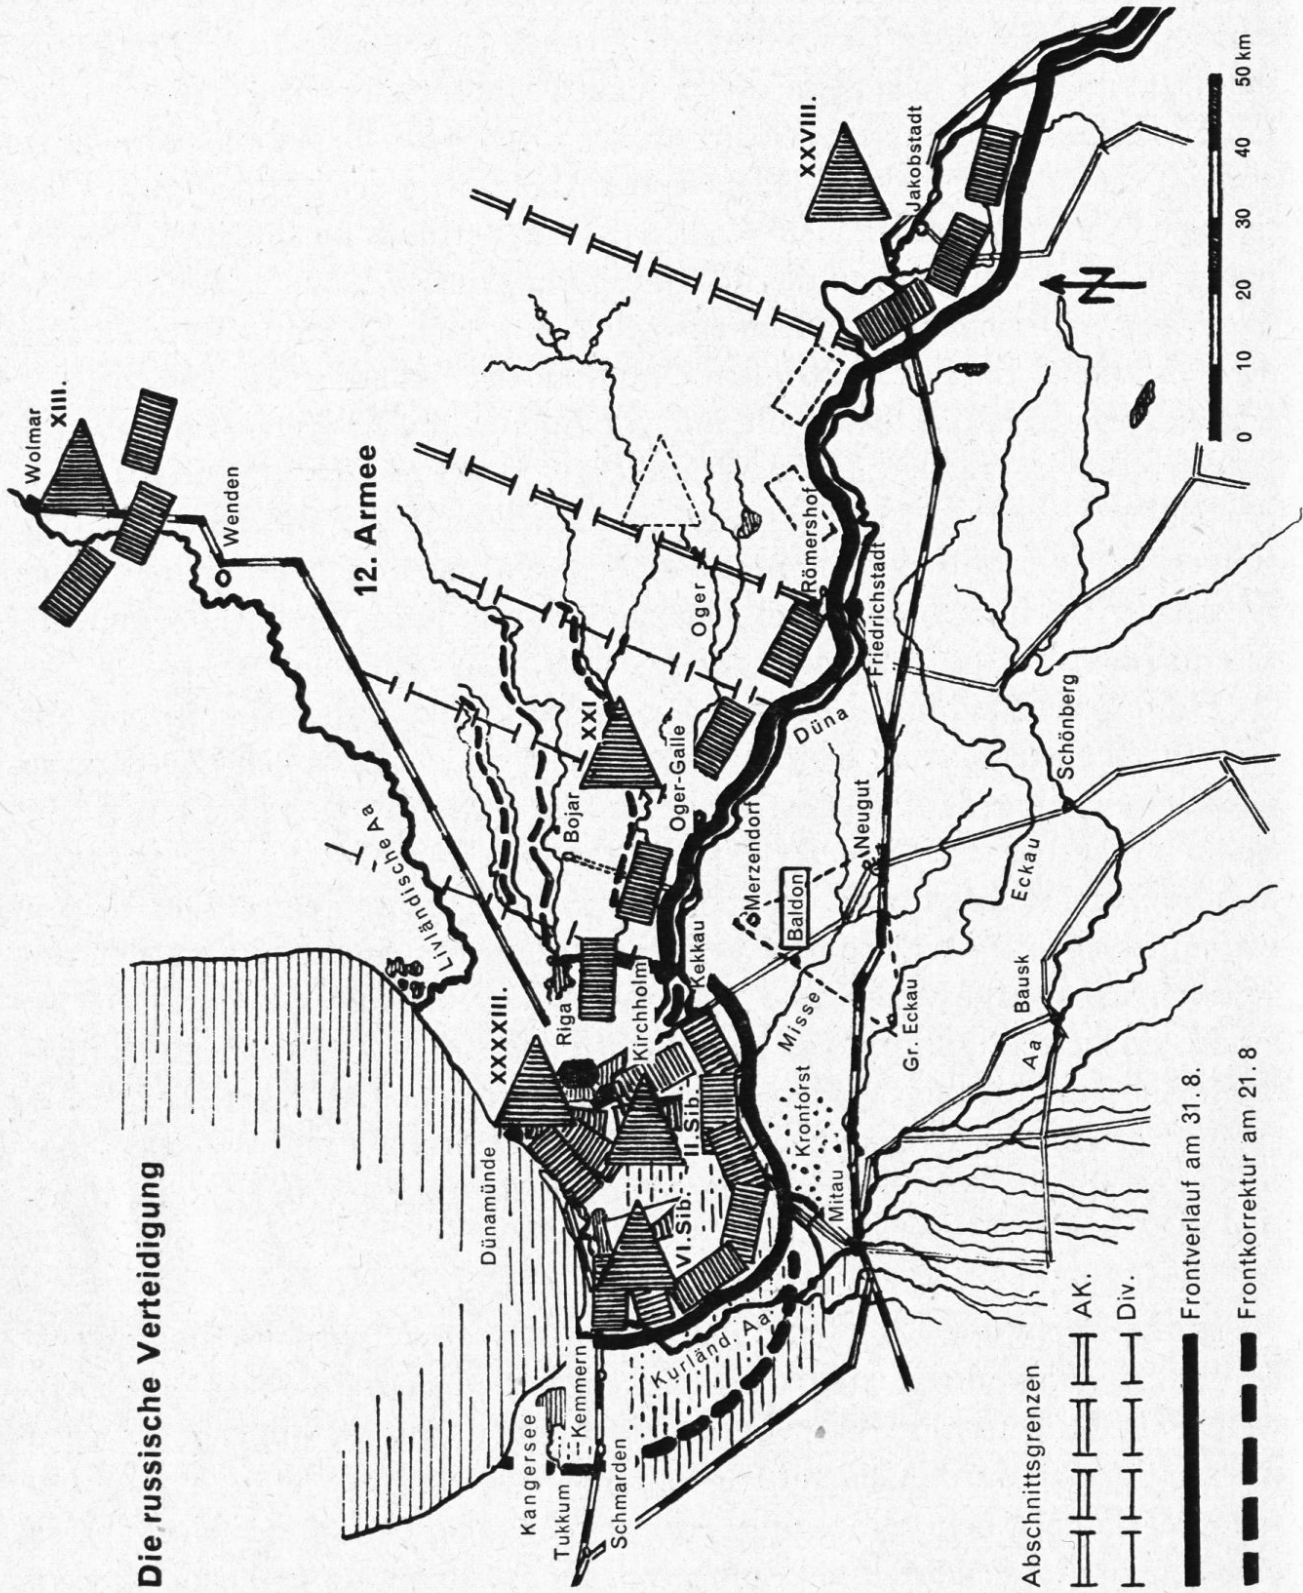 Die russische Verteidigung
Wolmar
XIII.
Wenden
12. Armee
XXVIII.
Jakobstadt
Livländische Aa
XXI
Bojar
Oger
Oger-Galle
Römershof
Friedrichstadt
Düna
XXXXIII.
Riga
Kirchholm
Kekkau
Merzendorf
Baldon
Neugut
Misse
Gr. Eckau
Eckau
Schönberg
Bausk
Aa
Dünamünde
II. Sib.
VI. Sib.
Kronforst
Mitau
Kurländ. Aa
Kangersee
Tukkum
Kemmern
Schmarden
N
0 10 20 30 40 50 km
Abschnittsgrenzen
AK.
Div.
Frontverlauf am 31. 8.
Frontkorrektur am 21. 8